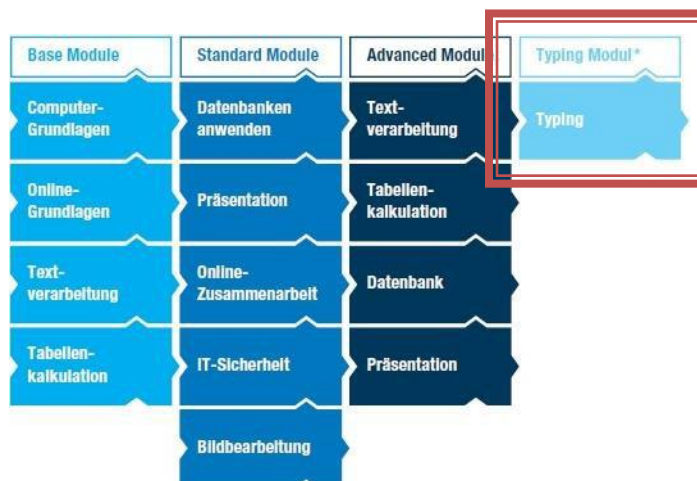 Base Module
Computer-
Grundlagen
Online-
Grundlagen
Text-
verarbeitung
Tabellen-
kalkulation
Standard Module
Datenbanken
anwenden
Präsentation
Online-
Zusammenarbeit
IT-Sicherheit
Bildbearbeitung
Advanced Module
Text-
verarbeitung
Tabellen-
kalkulation
Datenbank
Präsentation
Typing Modul*
Typing